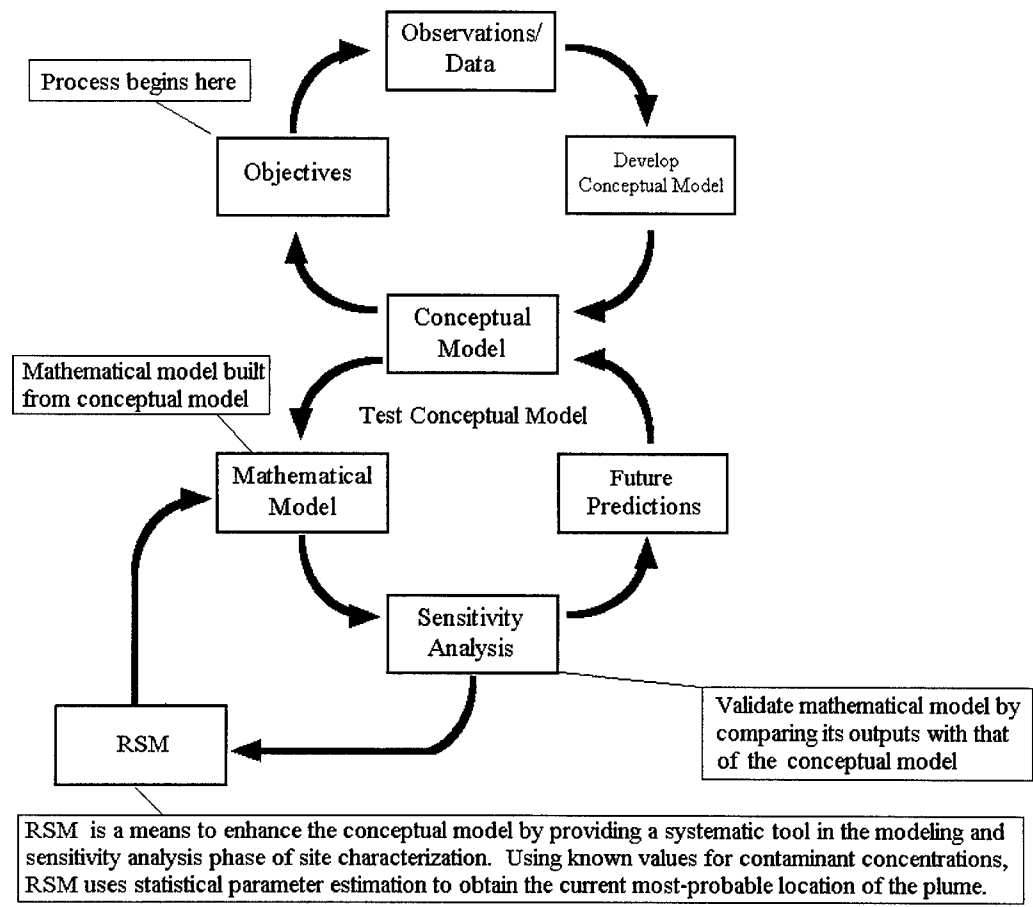 Observations/
Data
Process begins here
Objectives
Develop
Conceptual Model
Conceptual
Model
Mathematical model built
from conceptual model
Test Conceptual Model
Mathematical
Model
Future
Predictions
Sensitivity
Analysis
Validate mathematical model by
comparing its outputs with that
of the conceptual model
RSM
RSM is a means to enhance the conceptual model by providing a systematic tool in the modeling and
sensitivity analysis phase of site characterization. Using known values for contaminant concentrations,
RSM uses statistical parameter estimation to obtain the current most-probable location of the plume.